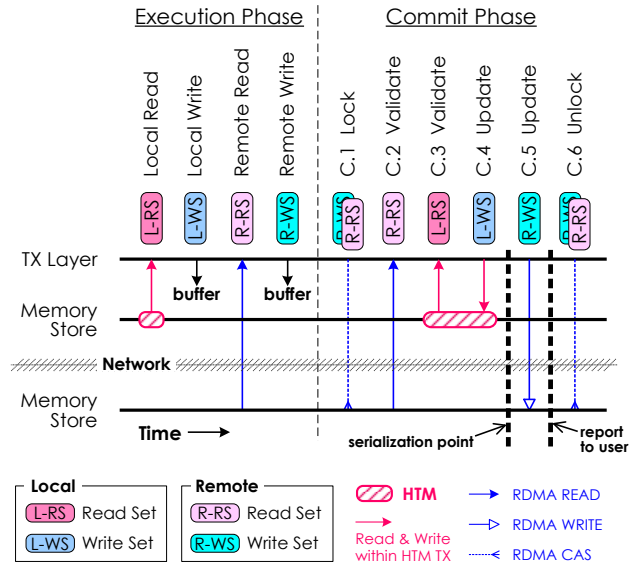 Execution Phase
Commit Phase
Local Read
Local Write
Remote Read
Remote Write
C.1 Lock
C.2 Validate
C.3 Validate
C.4 Update
C.5 Update
C.6 Unlock
L-RS
L-WS
R-RS
R-WS
R-WS
R-RS
R-RS
L-RS
L-WS
R-WS
R-WS
R-RS
TX Layer
buffer
buffer
Memory
Store
Network
Memory
Store
Time
serialization point
report
to user
Local
L-RS Read Set
L-WS Write Set
Remote
R-RS Read Set
R-WS Write Set
HTM
Read & Write
within HTM TX
RDMA READ
RDMA WRITE
RDMA CAS